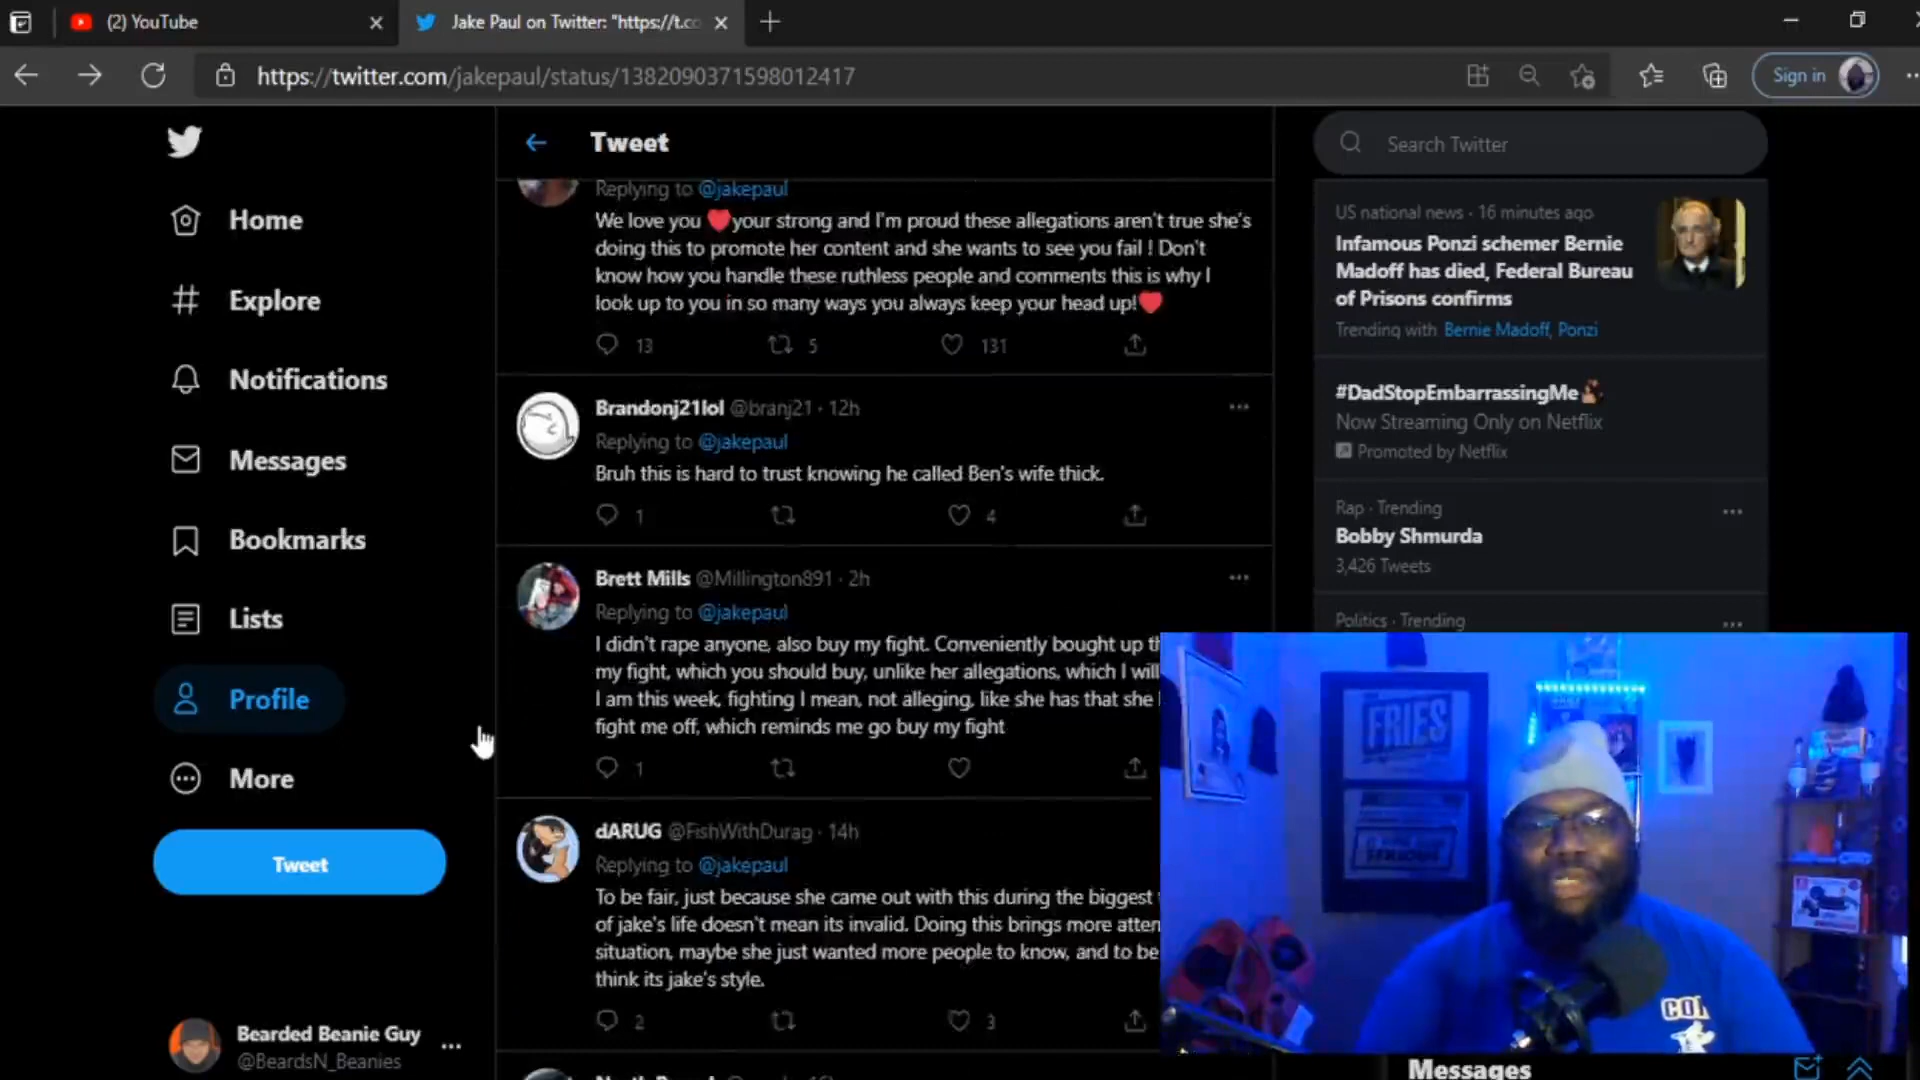 (2) YouTube
Jake Paul on Twitter: "https://t.co
https://twitter.com/jakepaul/status/1382090371598012417
Sign in
Home
Explore
Notifications
Messages
Bookmarks
Lists
Profile
More
Tweet
Bearded Beanie Guy
@BeardsN_Beanies
Tweet
Replying to @jakepaul
We love you ❤️your strong and I'm proud these allegations aren't true she's
doing this to promote her content and she wants to see you fail ! Don't
know how you handle these ruthless people and comments this is why I
look up to you in so many ways you always keep your head up!❤️
13 5 131
Brandonj21lol @branj21 · 12h
Replying to @jakepaul
Bruh this is hard to trust knowing he called Ben's wife thick.
1 4
Brett Mills @Millington891 · 2h
Replying to @jakepaul
I didn't rape anyone, also buy my fight. Conveniently bought up th
my fight, which you should buy, unlike her allegations, which I will
I am this week, fighting I mean, not alleging, like she has that she
fight me off, which reminds me go buy my fight
1
dARUG @FishWithDurag · 14h
Replying to @jakepaul
To be fair, just because she came out with this during the biggest
of jake's life doesn't mean its invalid. Doing this brings more atten
situation, maybe she just wanted more people to know, and to be
think its jake's style.
2 3
Search Twitter
US national news · 16 minutes ago
Infamous Ponzi schemer Bernie
Madoff has died, Federal Bureau
of Prisons confirms
Trending with Bernie Madoff, Ponzi
#DadStopEmbarrassingMe
Now Streaming Only on Netflix
Promoted by Netflix
Rap · Trending
Bobby Shmurda
3,426 Tweets
Politics · Trending
FRIES
COL
Messages